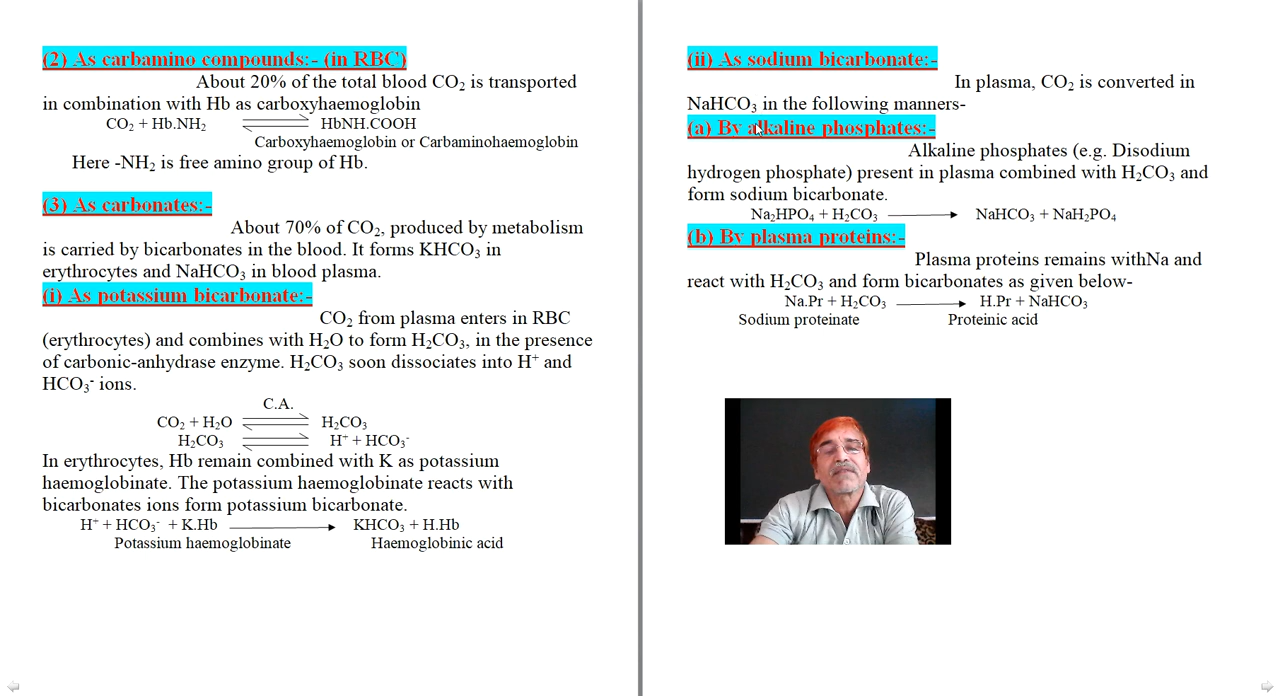 (2) As carbamino compounds:- (in RBC)
About 20% of the total blood CO₂ is transported
in combination with Hb as carboxyhaemoglobin
CO₂ + Hb.NH₂ ⇌ HbNH.COOH
Carboxyhaemoglobin or Carbaminohaemoglobin
Here -NH₂ is free amino group of Hb.
(3) As carbonates:-
About 70% of CO₂, produced by metabolism
is carried by bicarbonates in the blood. It forms KHCO₃ in
erythrocytes and NaHCO₃ in blood plasma.
(i) As potassium bicarbonate:-
CO₂ from plasma enters in RBC
(erythrocytes) and combines with H₂O to form H₂CO₃, in the presence
of carbonic-anhydrase enzyme. H₂CO₃ soon dissociates into H⁺ and
HCO₃⁻ ions.
C.A.
CO₂ + H₂O ⇌ H₂CO₃
H₂CO₃ ⇌ H⁺ + HCO₃⁻
In erythrocytes, Hb remain combined with K as potassium
haemoglobinate. The potassium haemoglobinate reacts with
bicarbonates ions form potassium bicarbonate.
H⁺ + HCO₃⁻ + K.Hb → KHCO₃ + H.Hb
Potassium haemoglobinate Haemoglobinic acid
(ii) As sodium bicarbonate:-
In plasma, CO₂ is converted in
NaHCO₃ in the following manners-
(a) By alkaline phosphates:-
Alkaline phosphates (e.g. Disodium
hydrogen phosphate) present in plasma combined with H₂CO₃ and
form sodium bicarbonate.
Na₂HPO₄ + H₂CO₃ → NaHCO₃ + NaH₂PO₄
(b) By plasma proteins:-
Plasma proteins remains withNa and
react with H₂CO₃ and form bicarbonates as given below-
Na.Pr + H₂CO₃ → H.Pr + NaHCO₃
Sodium proteinate Proteinic acid